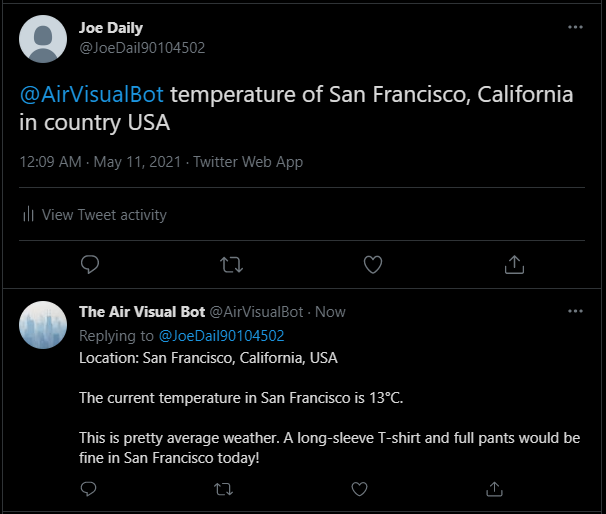 Joe Daily
@JoeDail90104502
@AirVisualBot temperature of San Francisco, California
in country USA
12:09 AM · May 11, 2021 · Twitter Web App
View Tweet activity
The Air Visual Bot @AirVisualBot · Now
Replying to @JoeDail90104502
Location: San Francisco, California, USA
The current temperature in San Francisco is 13°C.
This is pretty average weather. A long-sleeve T-shirt and full pants would be
fine in San Francisco today!